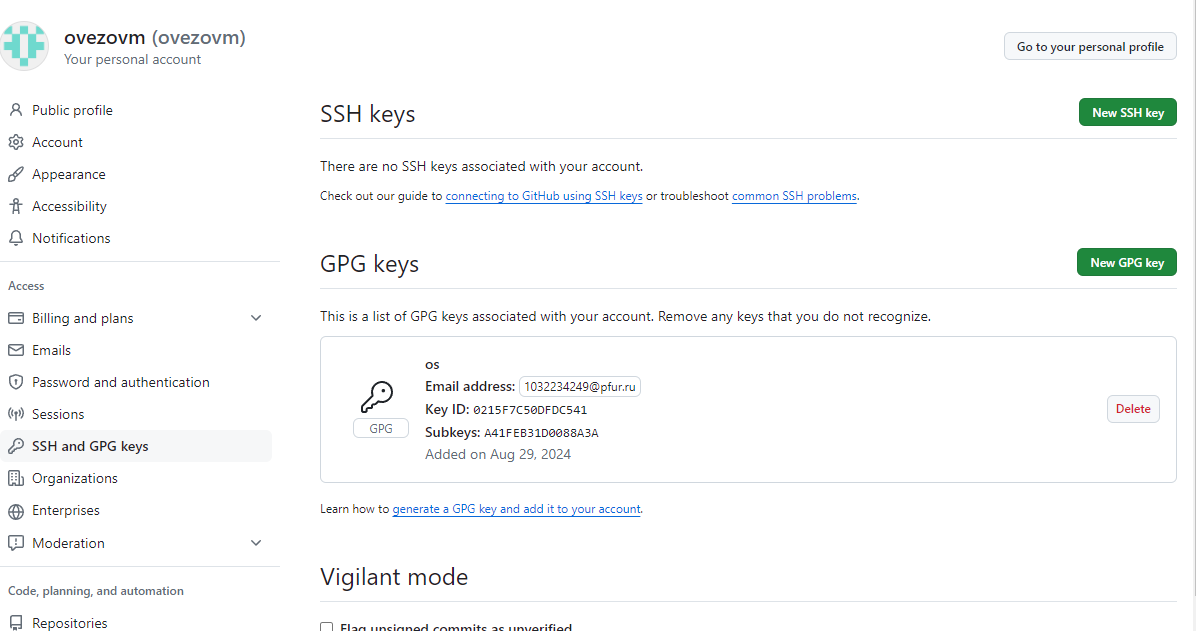 ovezovm (ovezovm)
Your personal account
Go to your personal profile
Public profile
Account
Appearance
Accessibility
Notifications
Access
Billing and plans
Emails
Password and authentication
Sessions
SSH and GPG keys
Organizations
Enterprises
Moderation
Code, planning, and automation
Repositories
SSH keys
New SSH key
There are no SSH keys associated with your account.
Check out our guide to connecting to GitHub using SSH keys or troubleshoot common SSH problems.
GPG keys
New GPG key
This is a list of GPG keys associated with your account. Remove any keys that you do not recognize.
os
Email address: 1032234249@pfur.ru
Key ID: 0215F7C50DFDC541
Subkeys: A41FEB31D0088A3A
Added on Aug 29, 2024
GPG
Delete
Learn how to generate a GPG key and add it to your account.
Vigilant mode
Flag unsigned commits as unverified